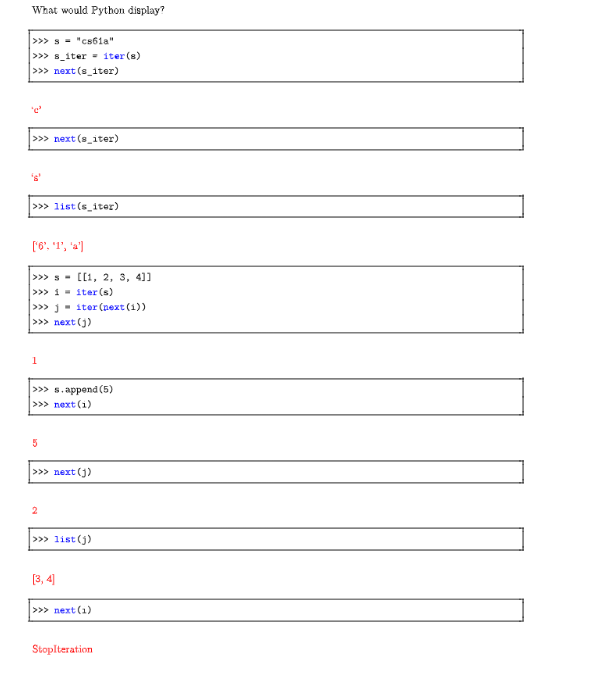 What would Python display?
>>> s = "cs61a"
>>> s_iter = iter(s)
>>> next(s_iter)
'c'
>>> next(s_iter)
's'
>>> list(s_iter)
['6', '1', 'a']
>>> s = [[1, 2, 3, 4]]
>>> i = iter(s)
>>> j = iter(next(i))
>>> next(j)
1
>>> s.append(5)
>>> next(i)
5
>>> next(j)
2
>>> list(j)
[3, 4]
>>> next(i)
StopIteration